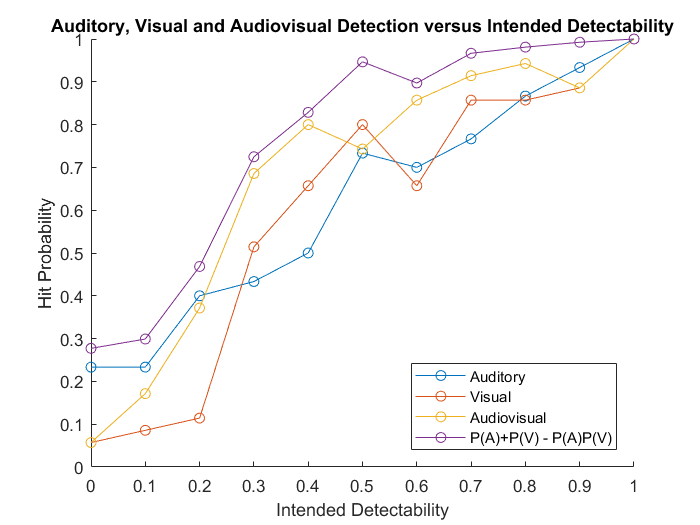 Auditory, Visual and Audiovisual Detection versus Intended Detectability
1
0.9
0.8
0.7
0.6
0.5
0.4
0.3
0.2
0.1
0
Hit Probability
0 0.1 0.2 0.3 0.4 0.5 0.6 0.7 0.8 0.9 1
Intended Detectability
Auditory
Visual
Audiovisual
P(A)+P(V) - P(A)P(V)